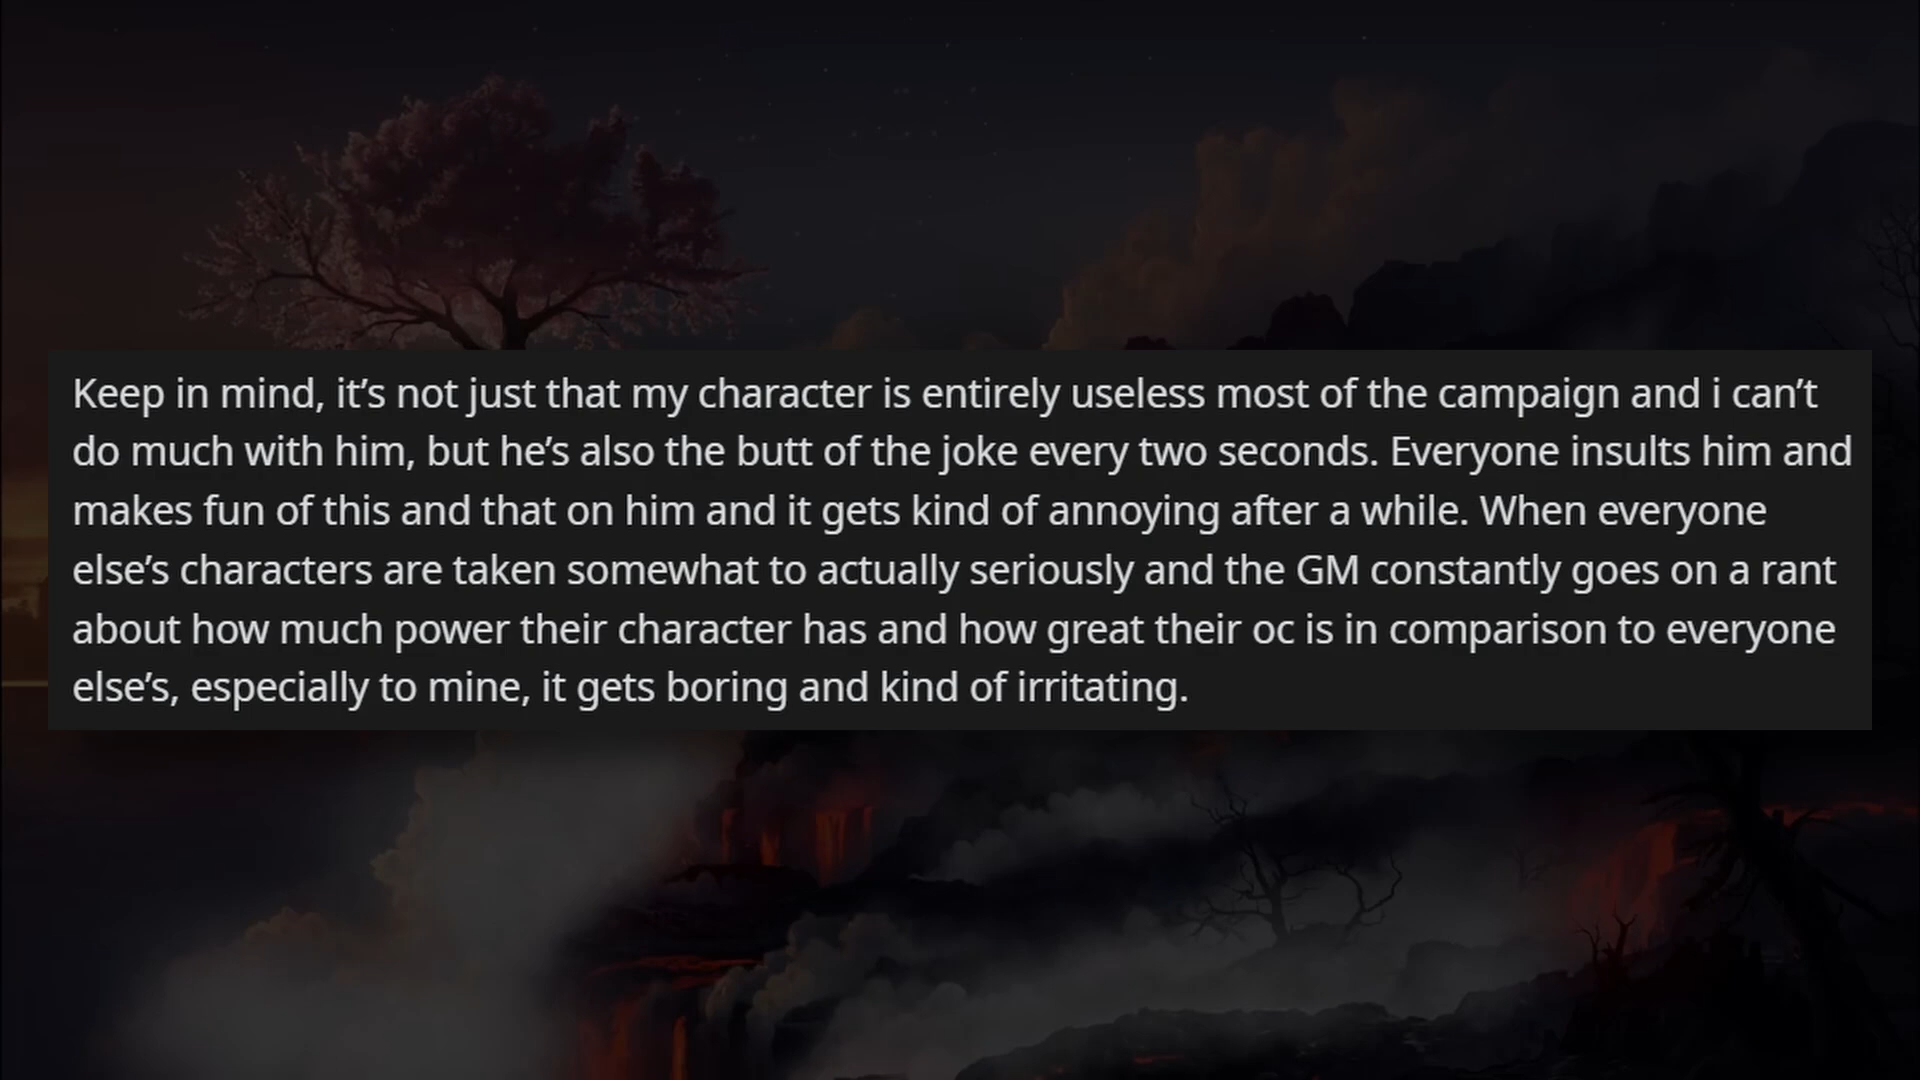 Keep in mind, it’s not just that my character is entirely useless most of the campaign and i can’t
do much with him, but he’s also the butt of the joke every two seconds. Everyone insults him and
makes fun of this and that on him and it gets kind of annoying after a while. When everyone
else’s characters are taken somewhat to actually seriously and the GM constantly goes on a rant
about how much power their character has and how great their oc is in comparison to everyone
else’s, especially to mine, it gets boring and kind of irritating.